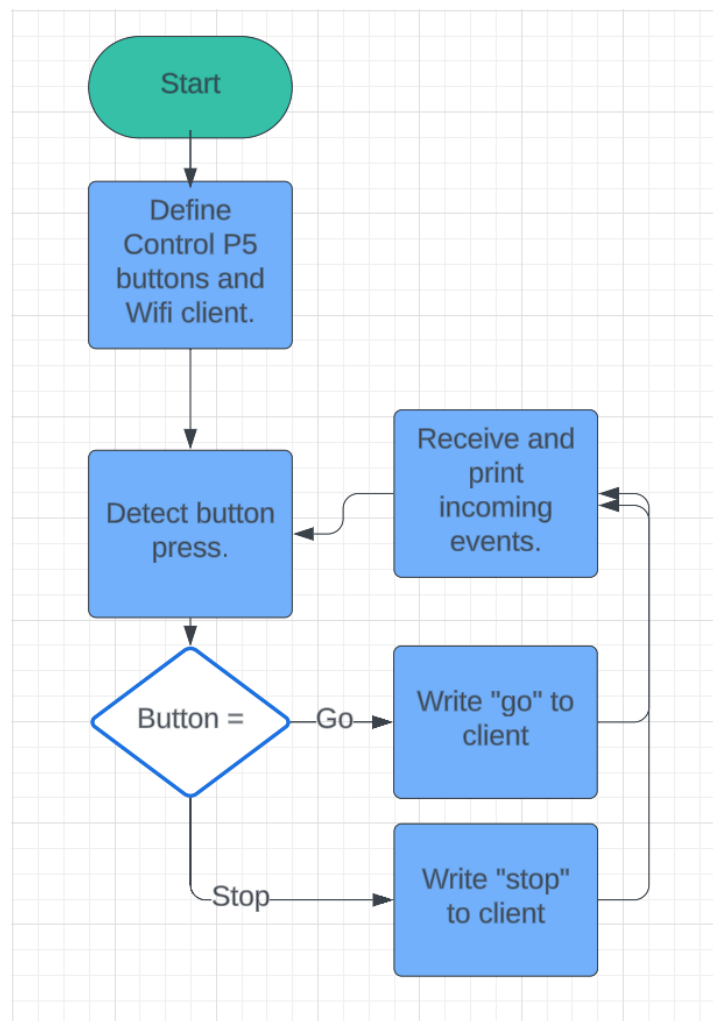 Start
Define
Control P5
buttons and
Wifi client.
Receive and
print
incoming
events.
Detect button
press.
Button =
Go
Write "go" to
client
Stop
Write "stop"
to client